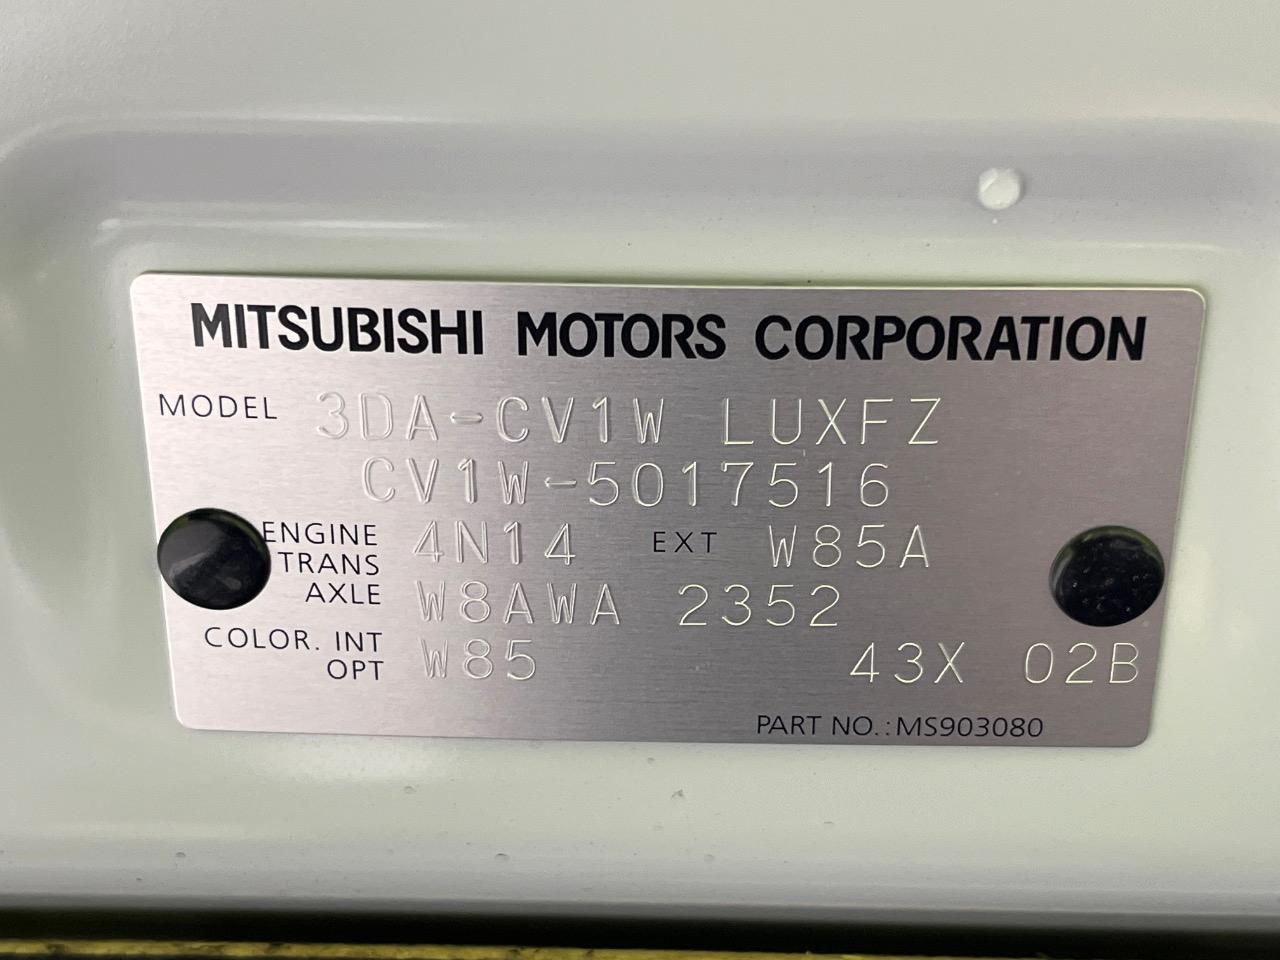 MITSUBISHI MOTORS CORPORATION
MODEL 3DA-CV1W LUXFZ
CV1W-5017516
ENGINE 4N14 EXT W85A
TRANS
AXLE W8AWA 2352
COLOR. INT
OPT W85 43X 02B
PART NO.:MS903080